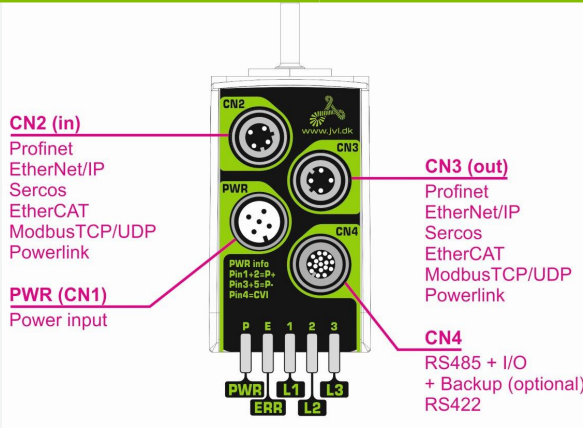 CN2 (in)
Profinet
EtherNet/IP
Sercos
EtherCAT
ModbusTCP/UDP
Powerlink
PWR (CN1)
Power input
CN2
www.jvl.dk
CN3
PWR
CN4
PWR info
Pin1+2=P+
Pin3+5=P-
Pin4=CVI
P E 1 2 3
PWR L1 L3
ERR L2
CN3 (out)
Profinet
EtherNet/IP
Sercos
EtherCAT
ModbusTCP/UDP
Powerlink
CN4
RS485 + I/O
+ Backup (optional)
RS422